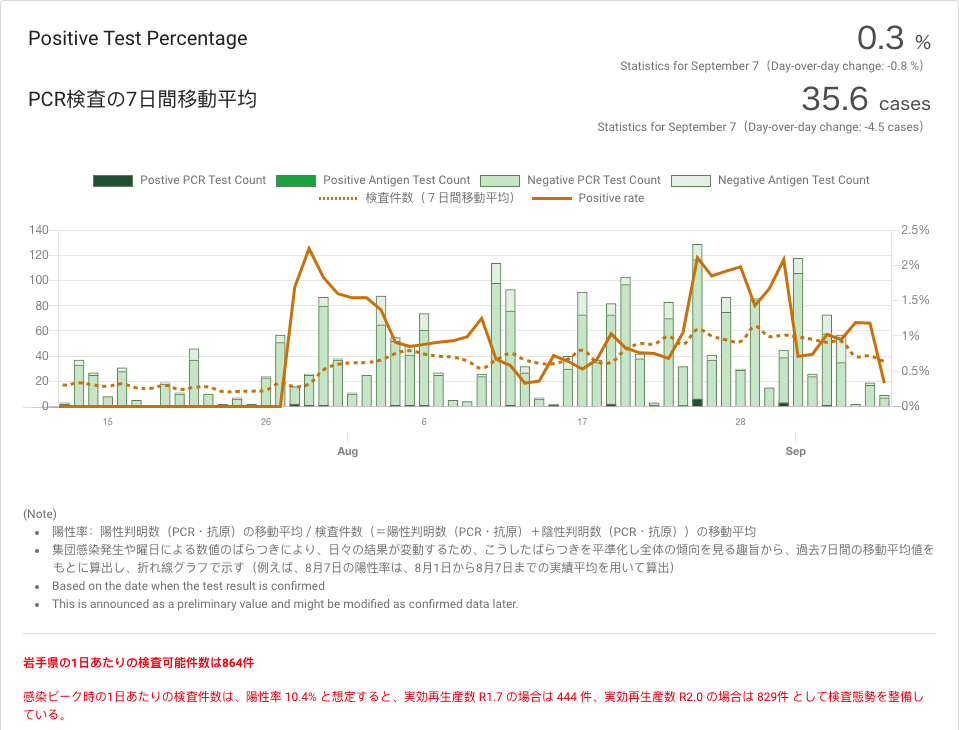 Positive Test Percentage
0.3 %
Statistics for September 7（Day-over-day change: -0.8 %）
PCR検査の7日間移動平均
35.6 cases
Statistics for September 7（Day-over-day change: -4.5 cases）
Postive PCR Test Count Positive Antigen Test Count Negative PCR Test Count Negative Antigen Test Count
検査件数（７日間移動平均） Positive rate
140 2.5%
120 2%
100
80 1.5%
60 1%
40 0.5%
20
0 0%
15 26 6 17 28
Aug Sep
(Note)
• 陽性率：陽性判明数（PCR・抗原）の移動平均 / 検査件数（＝陽性判明数（PCR・抗原）＋陰性判明数（PCR・抗原））の移動平均
• 集団感染発生や曜日による数値のばらつきにより、日々の結果が変動するため、こうしたばらつきを平準化し全体の傾向を見る趣旨から、過去7日間の移動平均値を
もとに算出し、折れ線グラフで示す（例えば、8月7日の陽性率は、8月1日から8月7日までの実績平均を用いて算出）
• Based on the date when the test result is confirmed
• This is announced as a preliminary value and might be modified as confirmed data later.
岩手県の1日あたりの検査可能件数は864件
感染ピーク時の1日あたりの検査件数は、陽性率 10.4% と想定すると、実効再生産数 R1.7 の場合は 444 件、実効再生産数 R2.0 の場合は 829件 として検査態勢を整備し
ている。